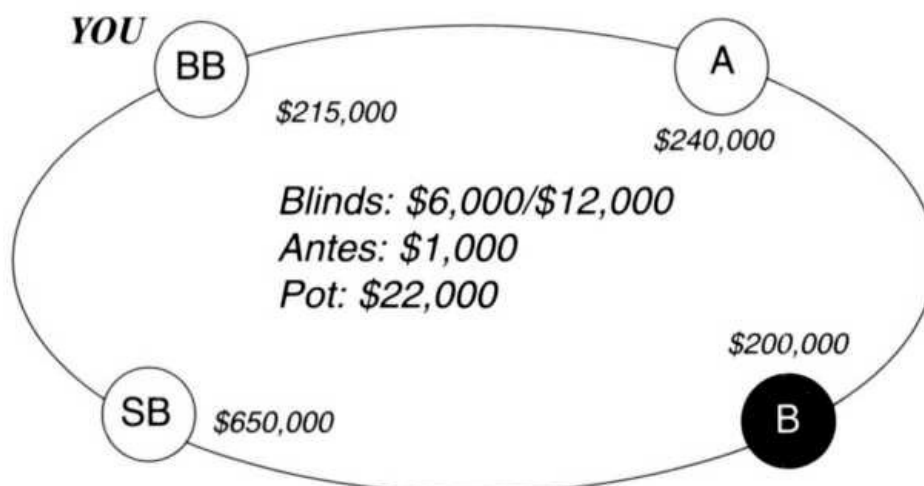 YOU
BB
A
$215,000
$240,000
Blinds: $6,000/$12,000
Antes: $1,000
Pot: $22,000
$200,000
SB
$650,000
B